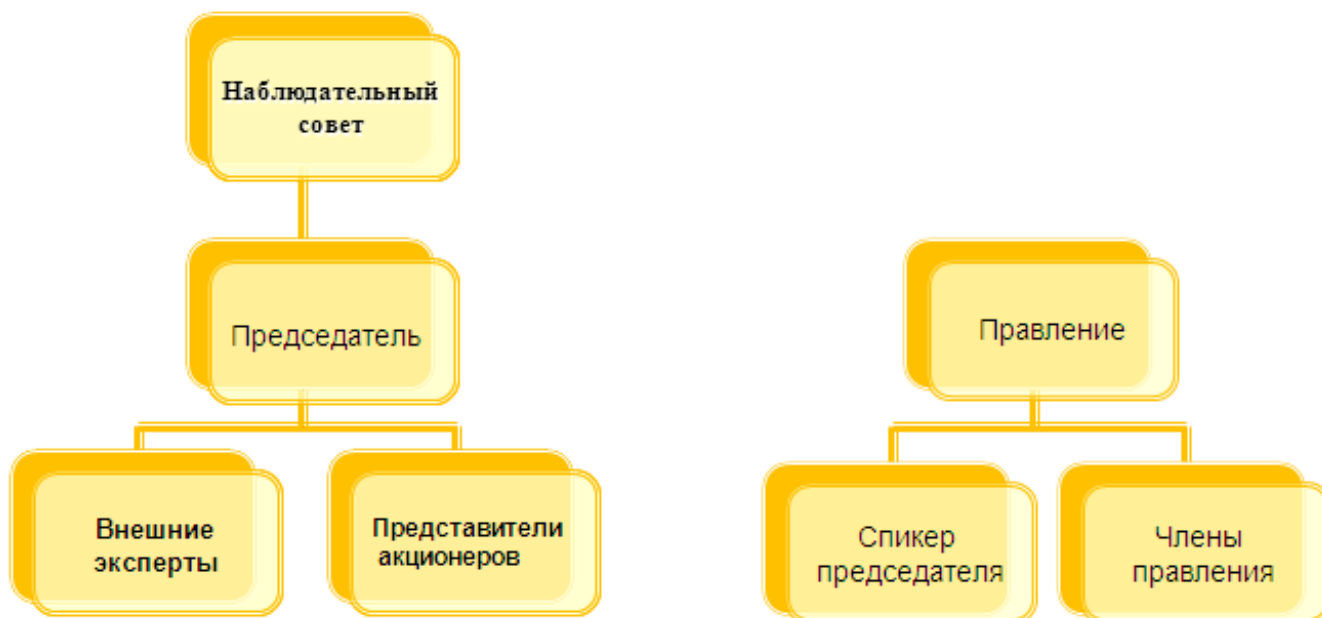 Наблюдательный
совет
Председатель
Правление
Внешние
эксперты
Представители
акционеров
Спикер
председателя
Члены
правления